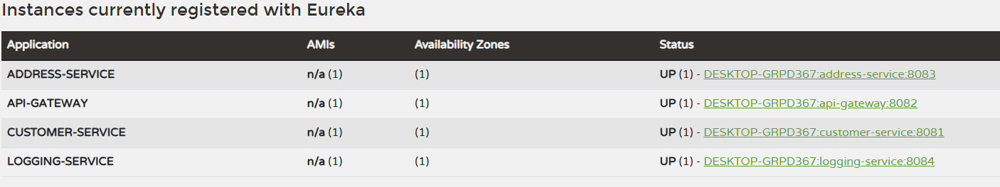 Instances currently registered with Eureka
Application AMIs Availability Zones Status
ADDRESS-SERVICE n/a (1) (1) UP (1) - DESKTOP-GRPD367:address-service:8083
API-GATEWAY n/a (1) (1) UP (1) - DESKTOP-GRPD367:api-gateway:8082
CUSTOMER-SERVICE n/a (1) (1) UP (1) - DESKTOP-GRPD367:customer-service:8081
LOGGING-SERVICE n/a (1) (1) UP (1) - DESKTOP-GRPD367:logging-service:8084